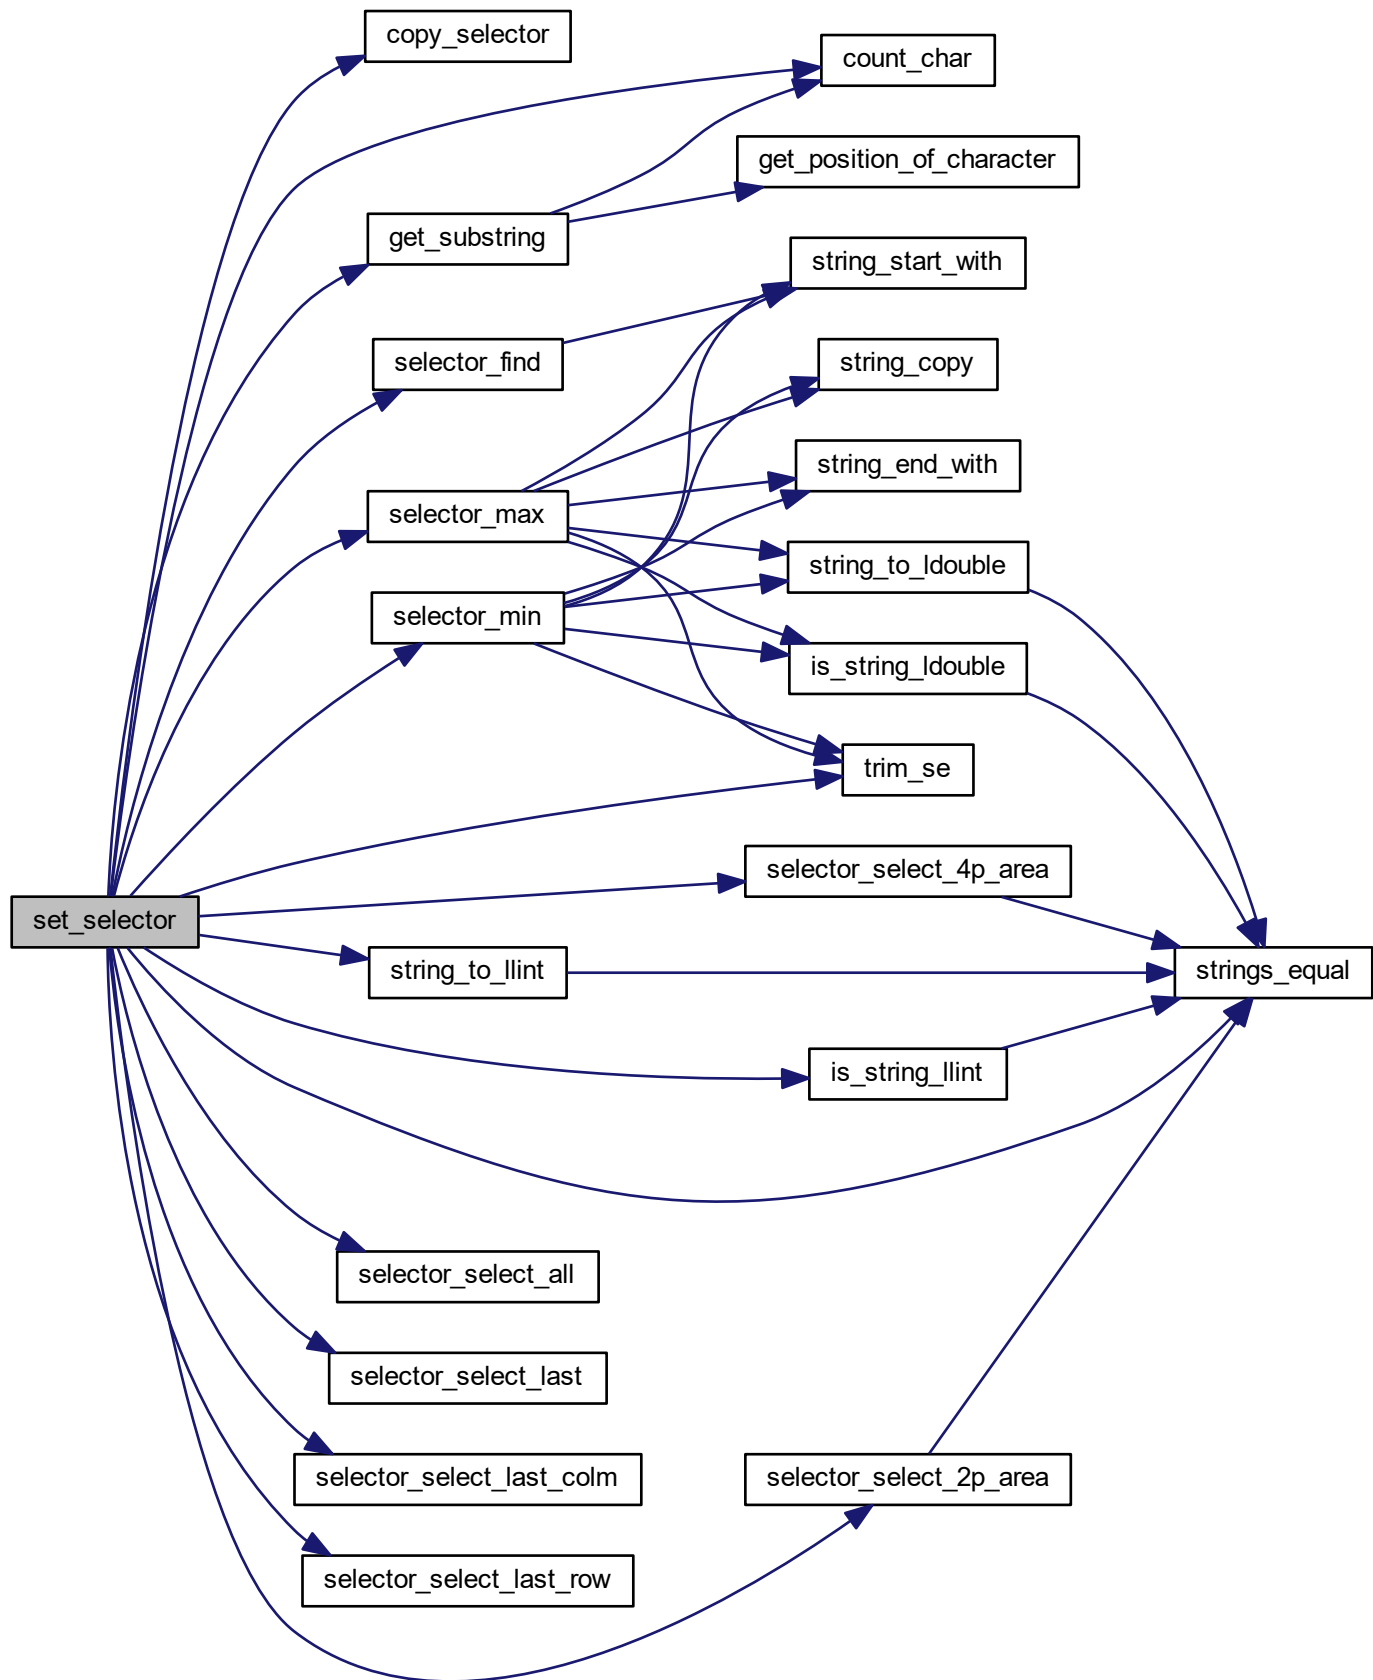 copy_selector
count_char
get_position_of_character
get_substring
string_start_with
selector_find
string_copy
string_end_with
selector_max
string_to_ldouble
selector_min
is_string_ldouble
trim_se
selector_select_4p_area
set_selector
string_to_llint
strings_equal
is_string_llint
selector_select_all
selector_select_last
selector_select_last_colm
selector_select_2p_area
selector_select_last_row